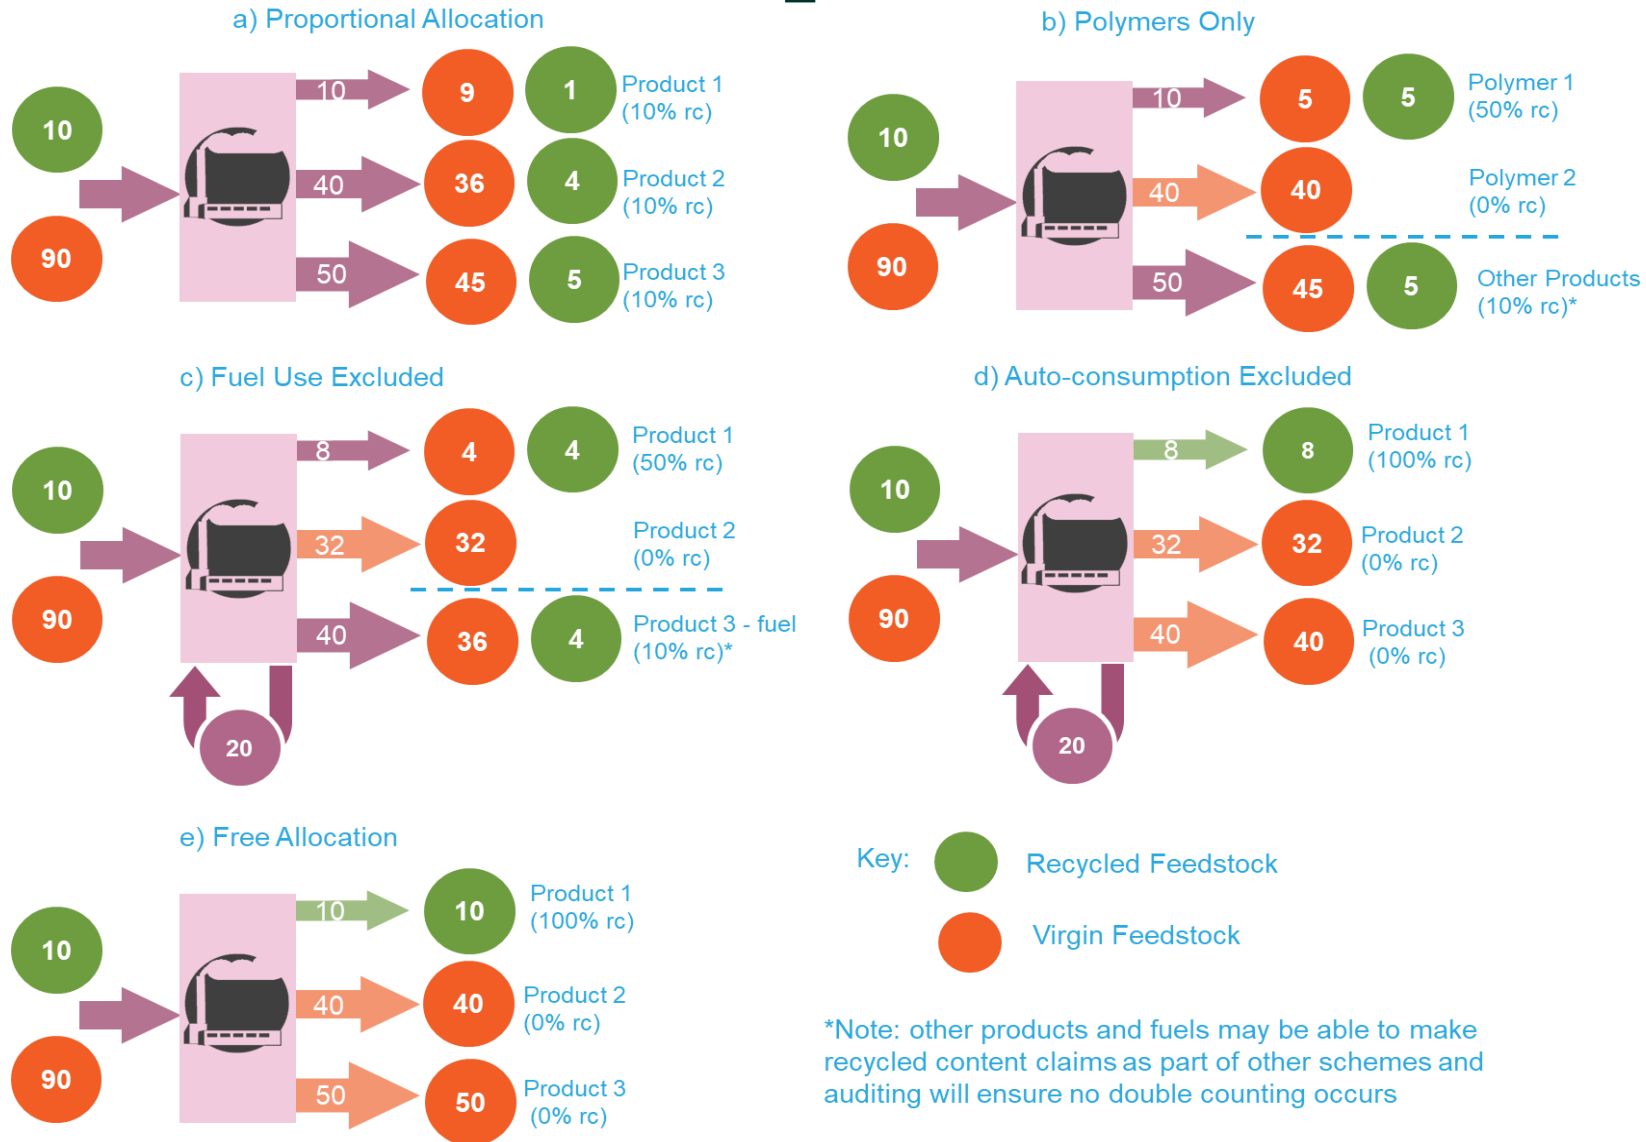 a) Proportional Allocation
10
90
10
9
1
Product 1
(10% rc)
40
36
4
Product 2
(10% rc)
50
45
5
Product 3
(10% rc)
b) Polymers Only
10
90
10
5
5
Polymer 1
(50% rc)
40
40
Polymer 2
(0% rc)
50
45
5
Other Products
(10% rc)*
c) Fuel Use Excluded
10
90
8
4
4
Product 1
(50% rc)
32
32
Product 2
(0% rc)
40
36
4
Product 3 - fuel
(10% rc)*
20
d) Auto-consumption Excluded
10
90
8
8
Product 1
(100% rc)
32
32
Product 2
(0% rc)
40
40
Product 3
(0% rc)
20
e) Free Allocation
10
90
10
10
Product 1
(100% rc)
40
40
Product 2
(0% rc)
50
50
Product 3
(0% rc)
Key:
Recycled Feedstock
Virgin Feedstock
*Note: other products and fuels may be able to make
recycled content claims as part of other schemes and
auditing will ensure no double counting occurs